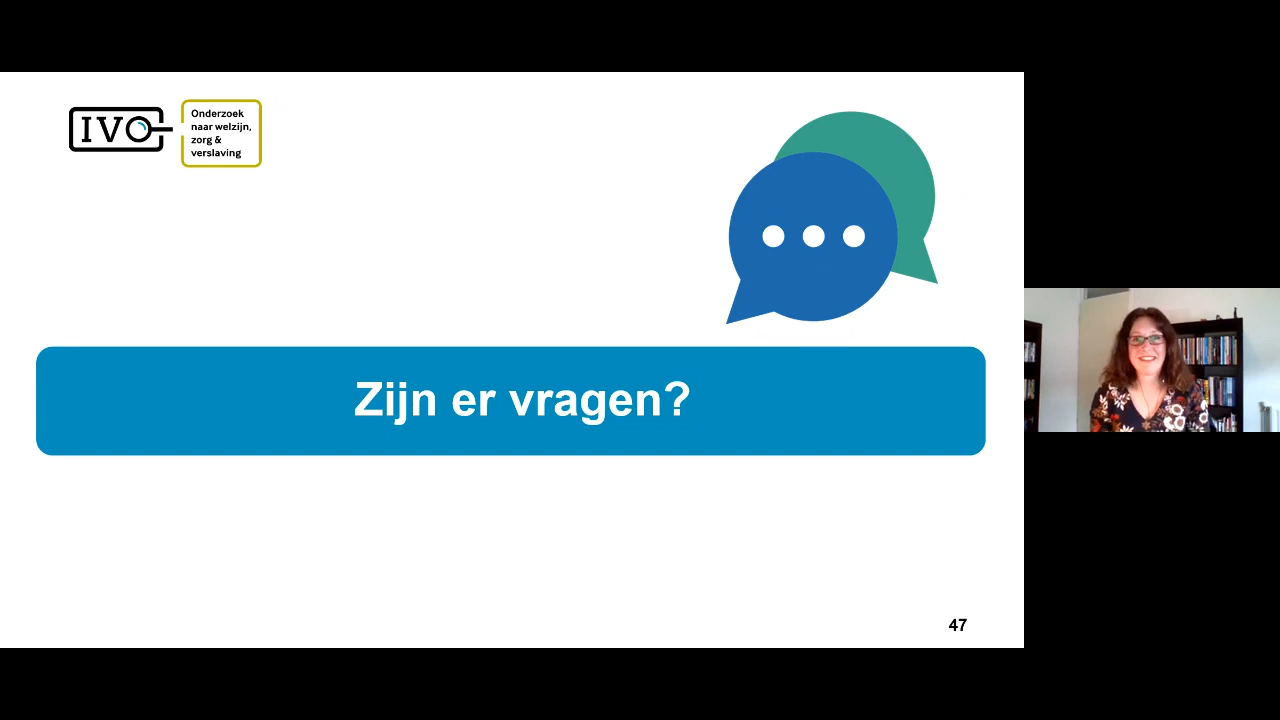 IVO
Onderzoek
naar welzijn,
zorg &
verslaving
Zijn er vragen?
47